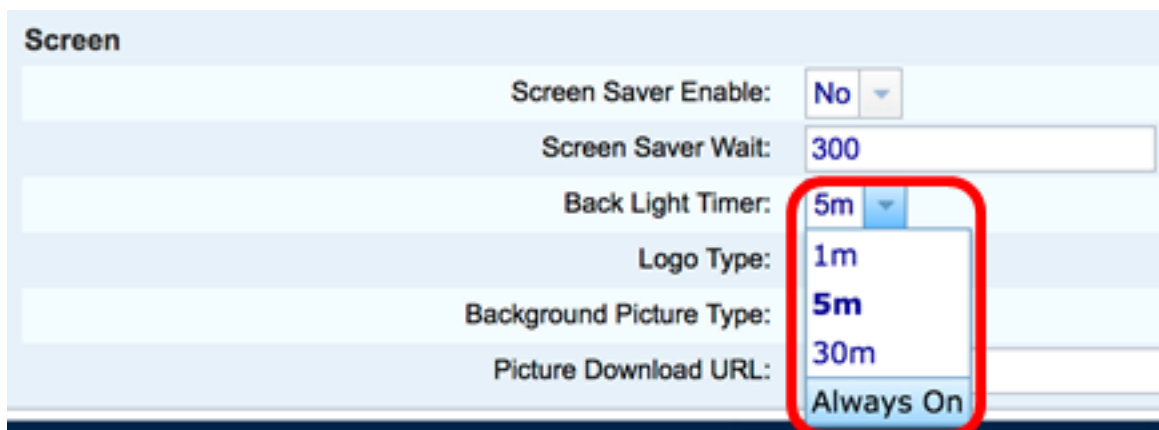 Screen
Screen Saver Enable: No
Screen Saver Wait: 300
Back Light Timer: 5m
Logo Type: 1m
Background Picture Type: 5m
30m
Picture Download URL:
Always On